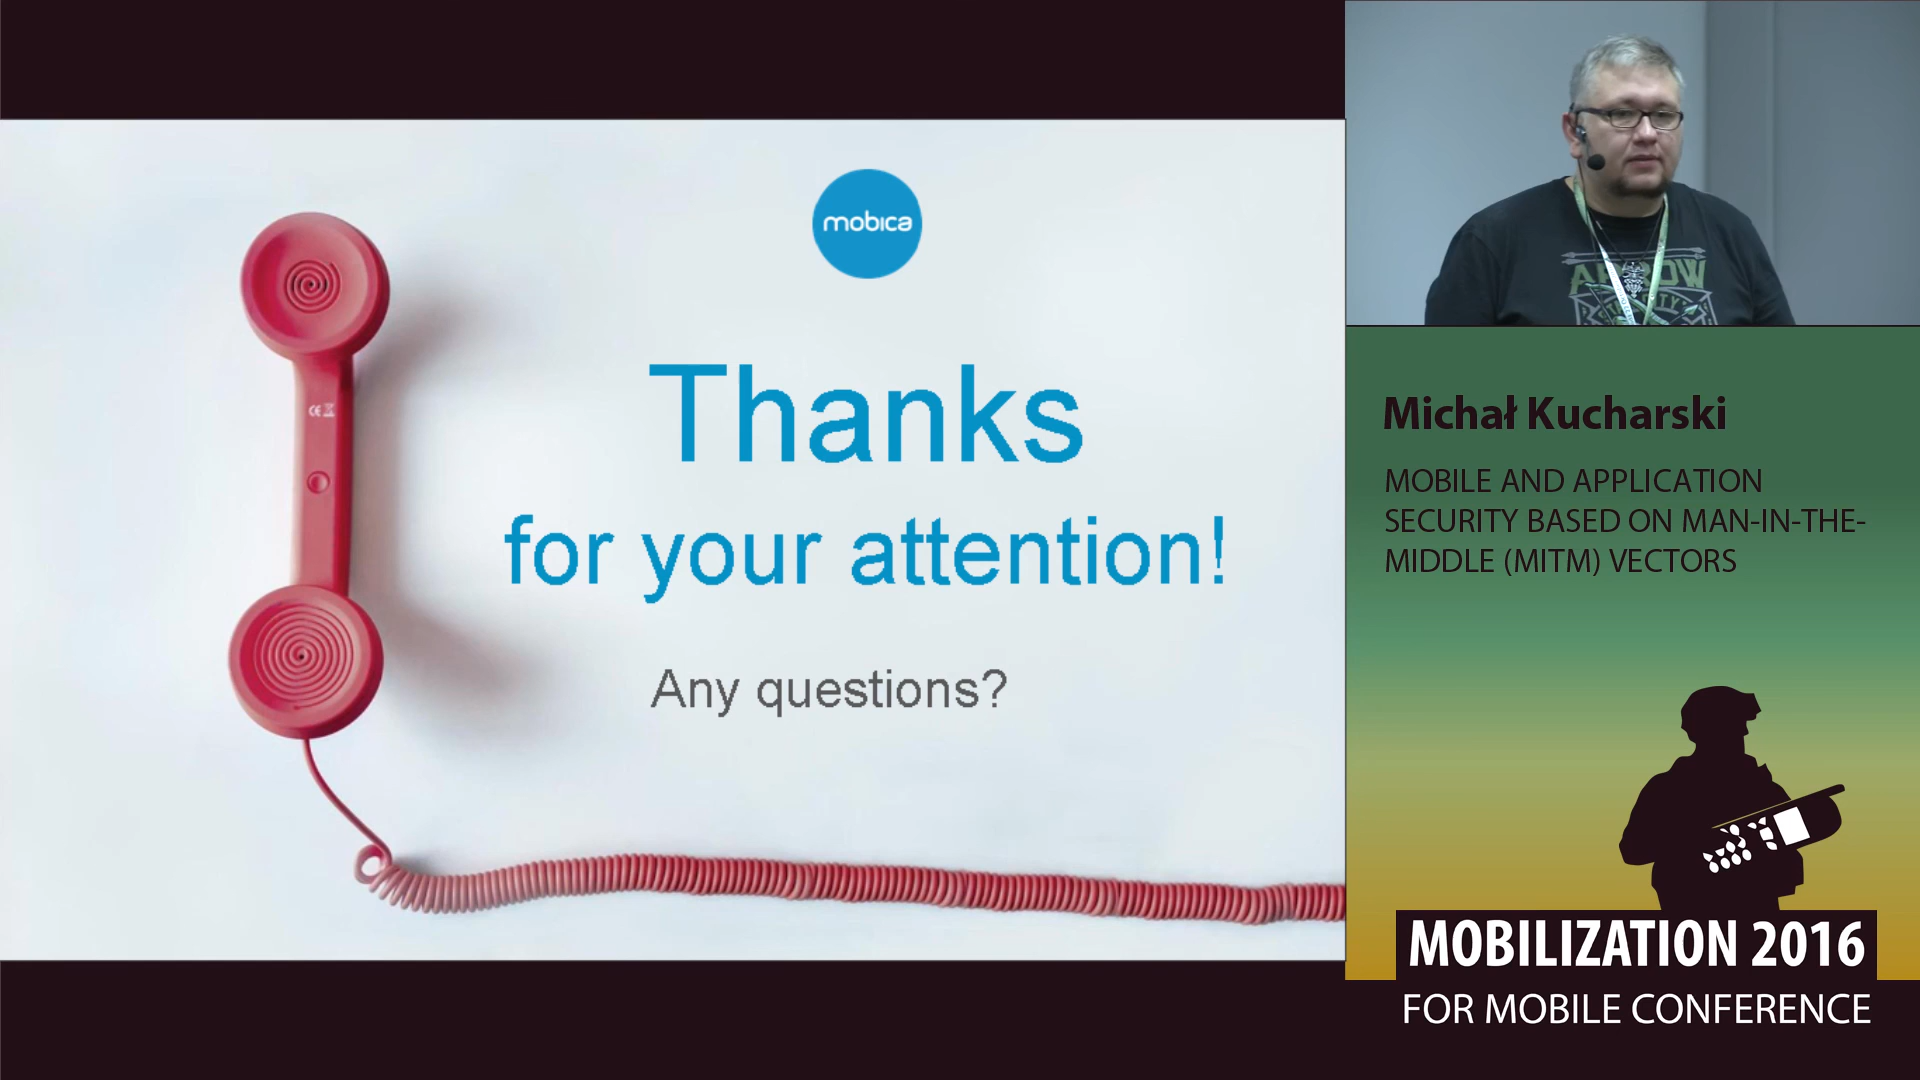 mobica
Thanks
for your attention!
Any questions?
ARROW
Michał Kucharski
MOBILE AND APPLICATION
SECURITY BASED ON MAN-IN-THE-
MIDDLE (MITM) VECTORS
MOBILIZATION 2016
FOR MOBILE CONFERENCE